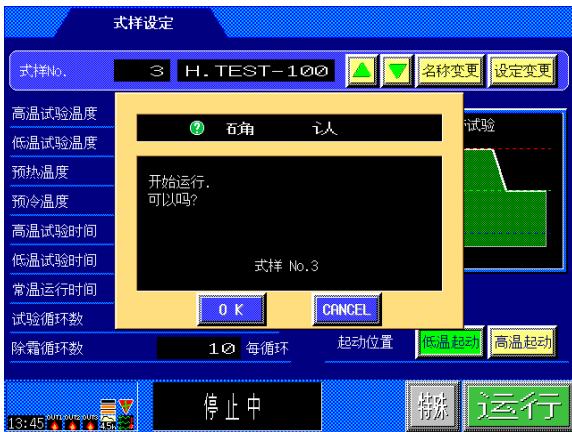 式样设定
式样No. 3 H.TEST-100 名称变更 设定变更
高温试验温度
低温试验温度
预热温度
预冷温度
高温试验时间
低温试验时间
常温运行时间
试验循环数
除霜循环数 10 每循环
试验
? 确 认
开始运行.
可以吗?
式样 No.3
OK CANCEL
起动位置 低温起动 高温起动
13:45 OUT1 OUT2 OUT3
停止中
特殊 运行